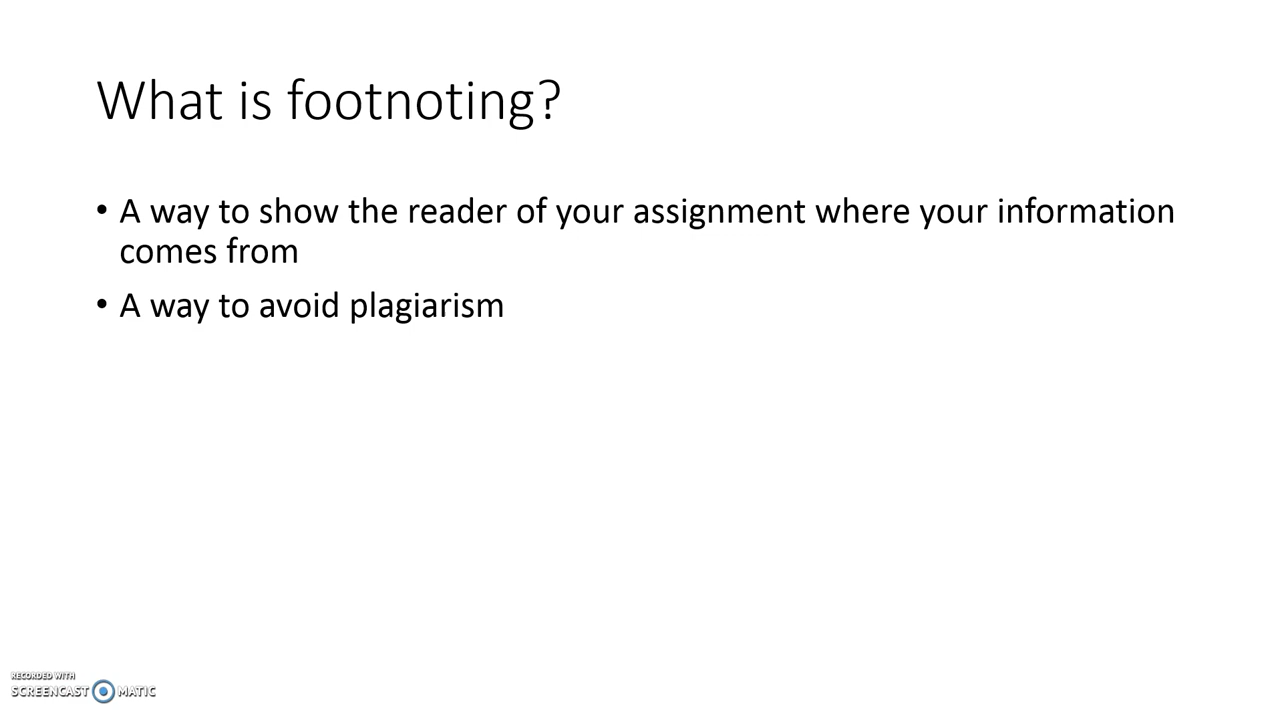 What is footnoting?
• A way to show the reader of your assignment where your information
comes from
• A way to avoid plagiarism
RECORDED WITH
SCREENCAST MATIC